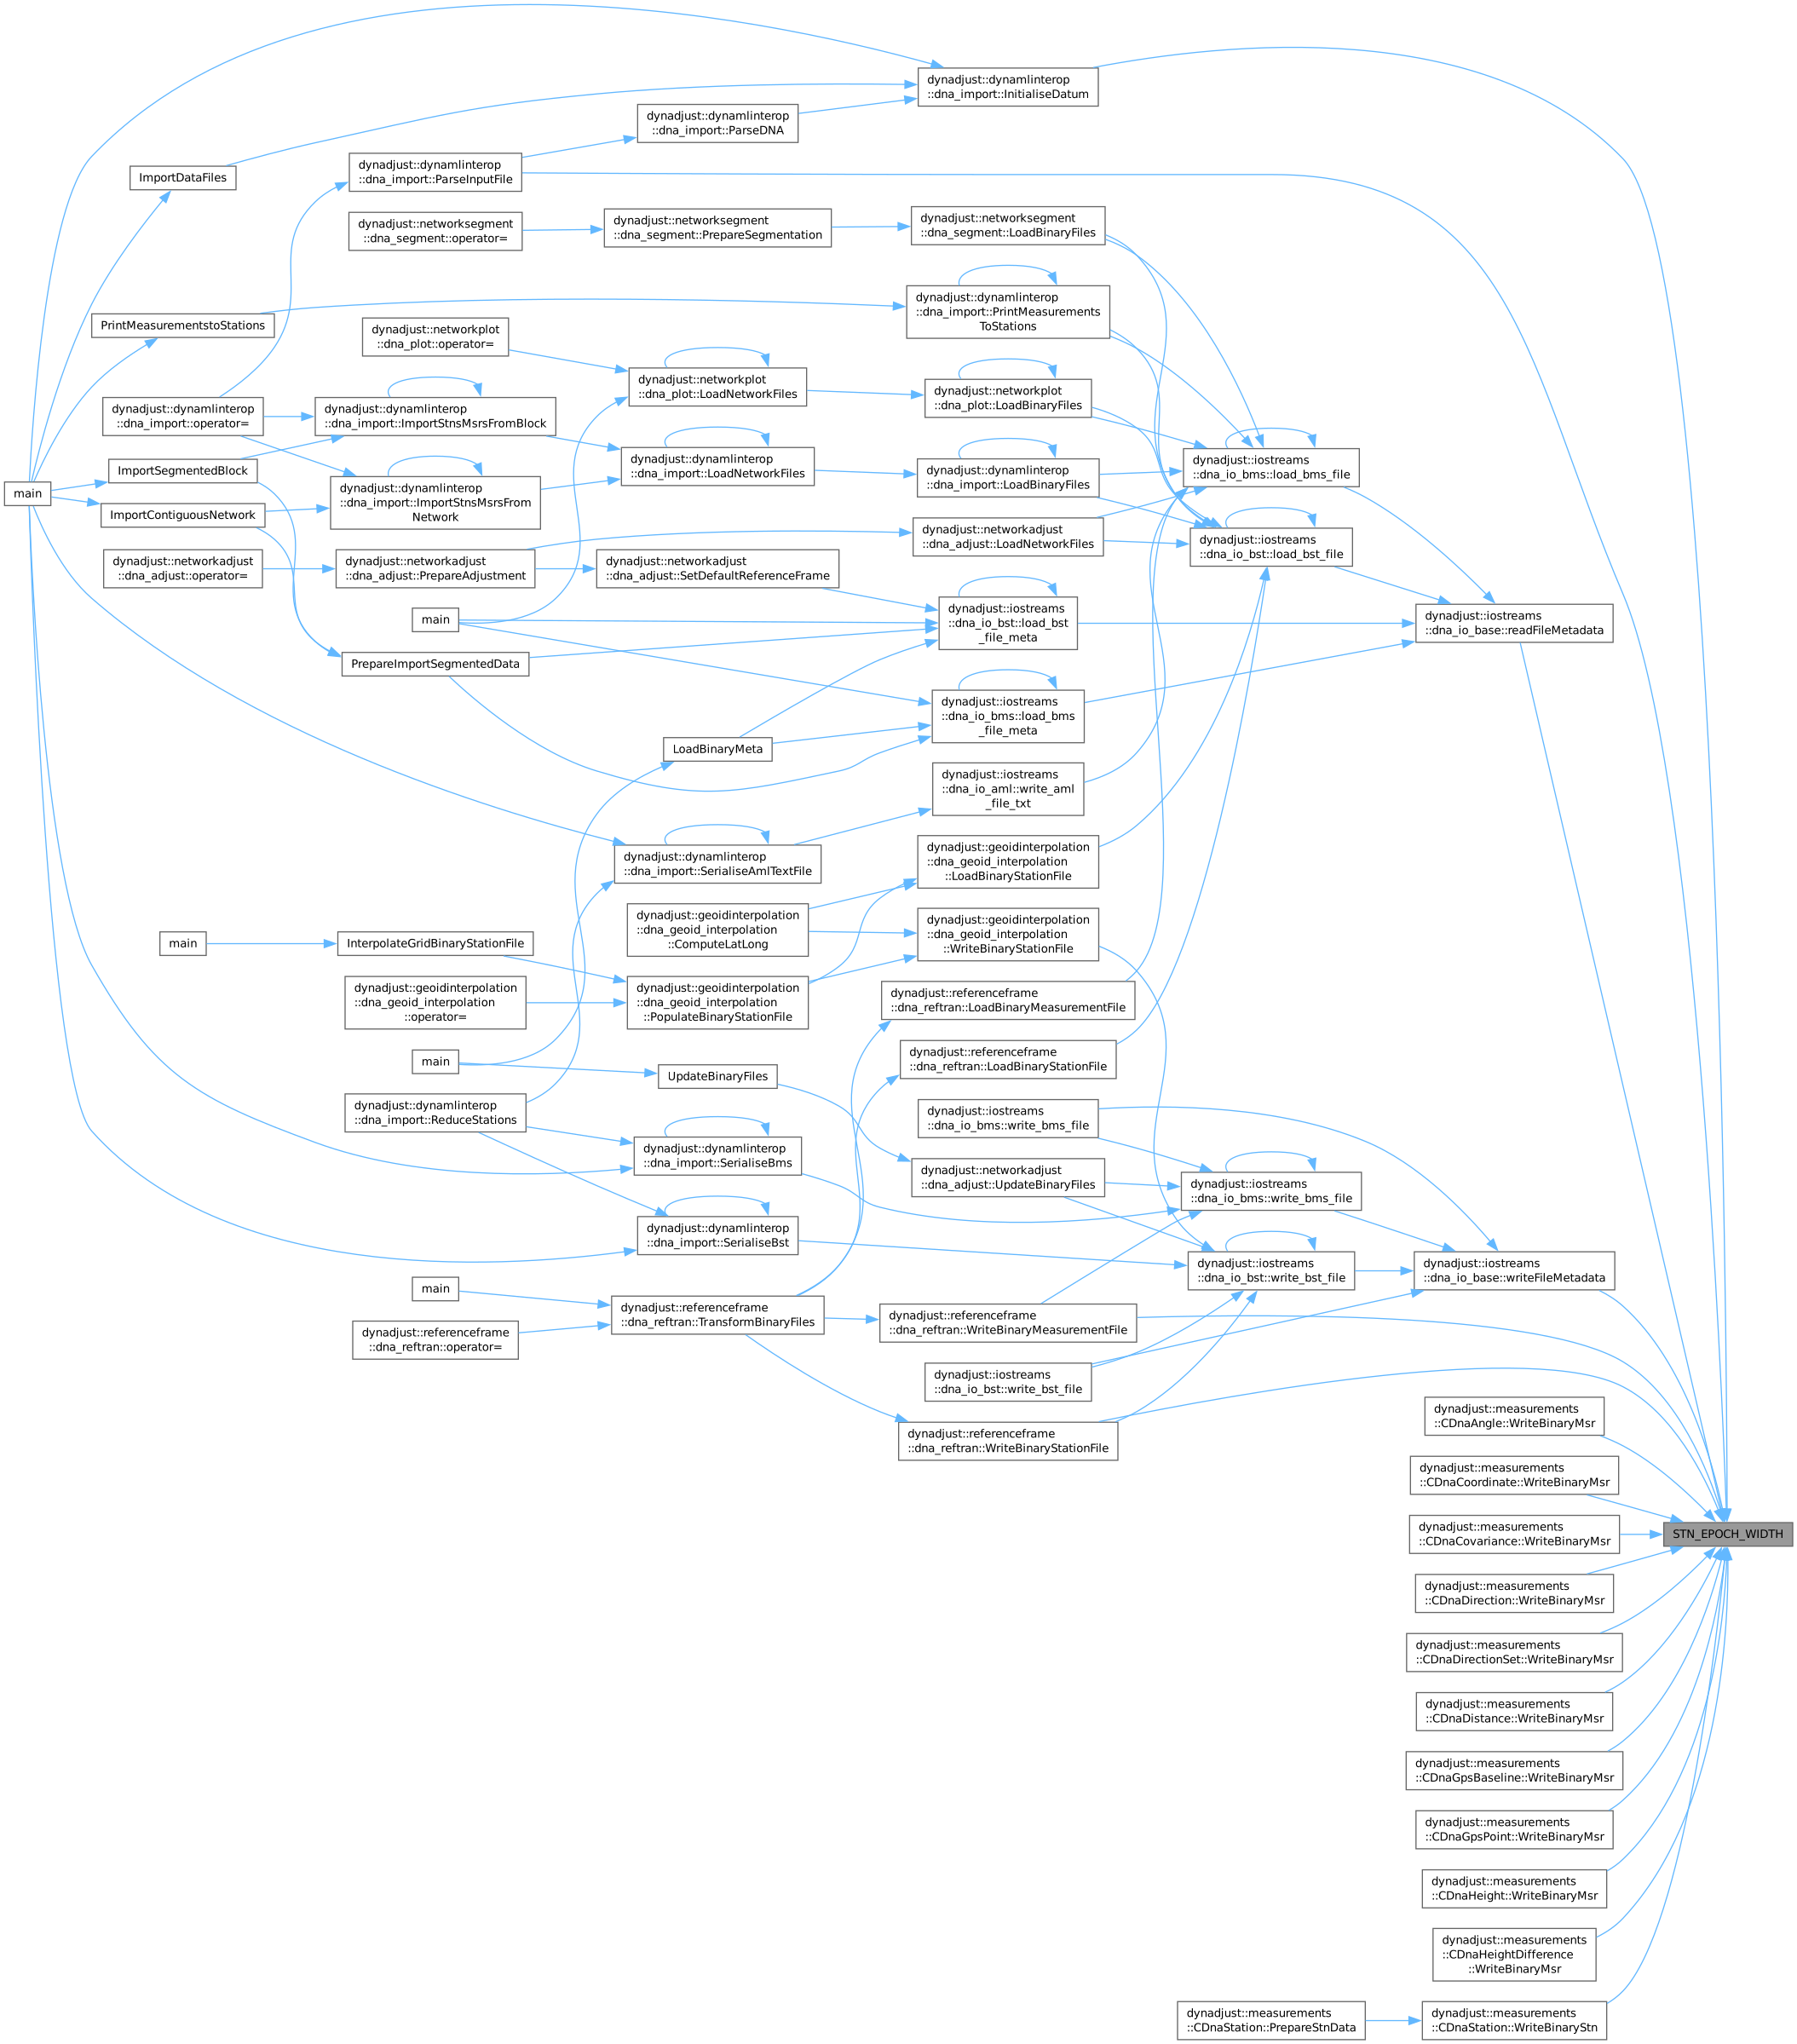 dynadjust::dynamlinterop
::dna_import::InitialiseDatum
dynadjust::dynamlinterop
::dna_import::ParseDNA
dynadjust::dynamlinterop
::dna_import::ParseInputFile
ImportDataFiles
dynadjust::networksegment
::dna_segment::operator=
dynadjust::networksegment
::dna_segment::PrepareSegmentation
dynadjust::networksegment
::dna_segment::LoadBinaryFiles
dynadjust::dynamlinterop
::dna_import::PrintMeasurements
ToStations
PrintMeasurementstoStations
dynadjust::networkplot
::dna_plot::operator=
dynadjust::networkplot
::dna_plot::LoadNetworkFiles
dynadjust::networkplot
::dna_plot::LoadBinaryFiles
dynadjust::dynamlinterop
::dna_import::operator=
dynadjust::dynamlinterop
::dna_import::ImportStnsMsrsFromBlock
dynadjust::dynamlinterop
::dna_import::LoadNetworkFiles
dynadjust::dynamlinterop
::dna_import::LoadBinaryFiles
dynadjust::iostreams
::dna_io_bms::load_bms_file
ImportSegmentedBlock
main
dynadjust::dynamlinterop
::dna_import::ImportStnsMsrsFrom
Network
ImportContiguousNetwork
dynadjust::networkadjust
::dna_adjust::LoadNetworkFiles
dynadjust::iostreams
::dna_io_bst::load_bst_file
dynadjust::networkadjust
::dna_adjust::operator=
dynadjust::networkadjust
::dna_adjust::PrepareAdjustment
dynadjust::networkadjust
::dna_adjust::SetDefaultReferenceFrame
main
dynadjust::iostreams
::dna_io_bst::load_bst
_file_meta
dynadjust::iostreams
::dna_io_base::readFileMetadata
PrepareImportSegmentedData
dynadjust::iostreams
::dna_io_bms::load_bms
_file_meta
LoadBinaryMeta
dynadjust::iostreams
::dna_io_aml::write_aml
_file_txt
dynadjust::dynamlinterop
::dna_import::SerialiseAmlTextFile
dynadjust::geoidinterpolation
::dna_geoid_interpolation
::LoadBinaryStationFile
dynadjust::geoidinterpolation
::dna_geoid_interpolation
::ComputeLatLong
dynadjust::geoidinterpolation
::dna_geoid_interpolation
::WriteBinaryStationFile
main
InterpolateGridBinaryStationFile
dynadjust::geoidinterpolation
::dna_geoid_interpolation
::operator=
dynadjust::geoidinterpolation
::dna_geoid_interpolation
::PopulateBinaryStationFile
dynadjust::referenceframe
::dna_reftran::LoadBinaryMeasurementFile
main
UpdateBinaryFiles
dynadjust::referenceframe
::dna_reftran::LoadBinaryStationFile
dynadjust::dynamlinterop
::dna_import::ReduceStations
dynadjust::iostreams
::dna_io_bms::write_bms_file
dynadjust::dynamlinterop
::dna_import::SerialiseBms
dynadjust::networkadjust
::dna_adjust::UpdateBinaryFiles
dynadjust::iostreams
::dna_io_bms::write_bms_file
dynadjust::dynamlinterop
::dna_import::SerialiseBst
dynadjust::iostreams
::dna_io_bst::write_bst_file
dynadjust::iostreams
::dna_io_base::writeFileMetadata
main
dynadjust::referenceframe
::dna_reftran::TransformBinaryFiles
dynadjust::referenceframe
::dna_reftran::WriteBinaryMeasurementFile
dynadjust::referenceframe
::dna_reftran::operator=
dynadjust::iostreams
::dna_io_bst::write_bst_file
dynadjust::referenceframe
::dna_reftran::WriteBinaryStationFile
dynadjust::measurements
::CDnaAngle::WriteBinaryMsr
dynadjust::measurements
::CDnaCoordinate::WriteBinaryMsr
STN_EPOCH_WIDTH
dynadjust::measurements
::CDnaCovariance::WriteBinaryMsr
dynadjust::measurements
::CDnaDirection::WriteBinaryMsr
dynadjust::measurements
::CDnaDirectionSet::WriteBinaryMsr
dynadjust::measurements
::CDnaDistance::WriteBinaryMsr
dynadjust::measurements
::CDnaGpsBaseline::WriteBinaryMsr
dynadjust::measurements
::CDnaGpsPoint::WriteBinaryMsr
dynadjust::measurements
::CDnaHeight::WriteBinaryMsr
dynadjust::measurements
::CDnaHeightDifference
::WriteBinaryMsr
dynadjust::measurements
::CDnaStation::PrepareStnData
dynadjust::measurements
::CDnaStation::WriteBinaryStn